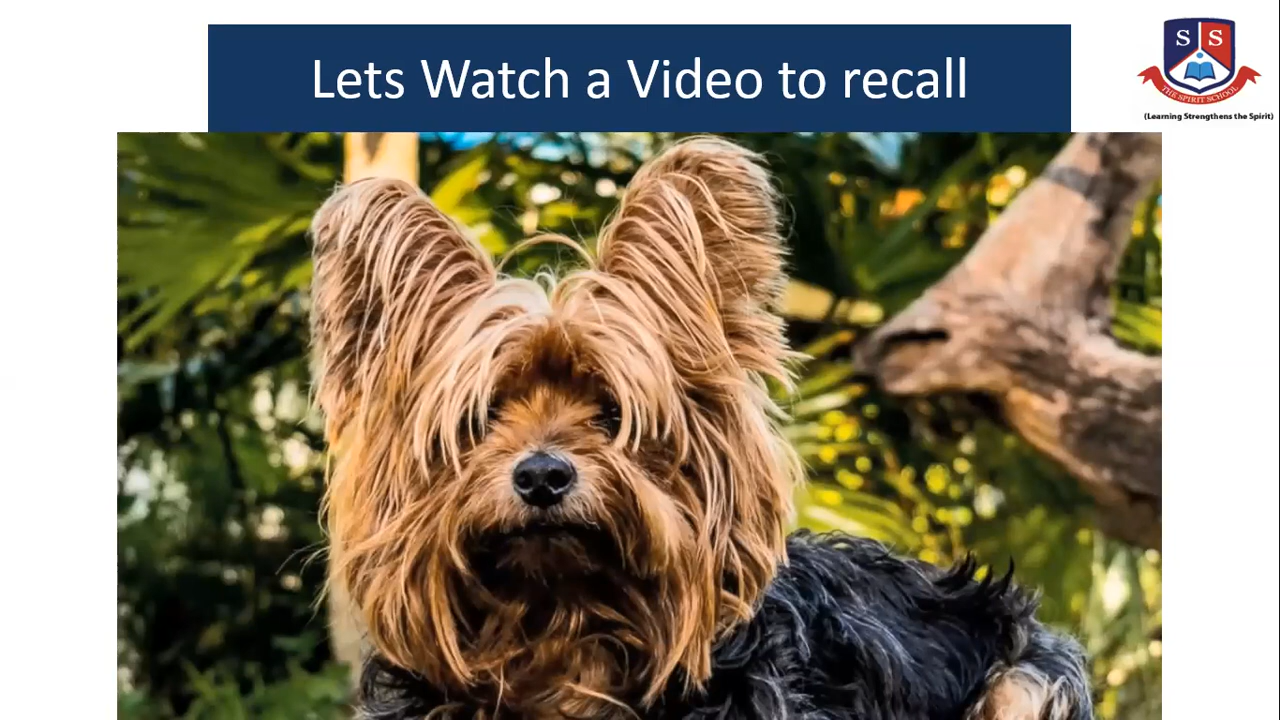 Lets Watch a Video to recall
S S
THE SPIRIT SCHOOL
(Learning Strengthens the Spirit)